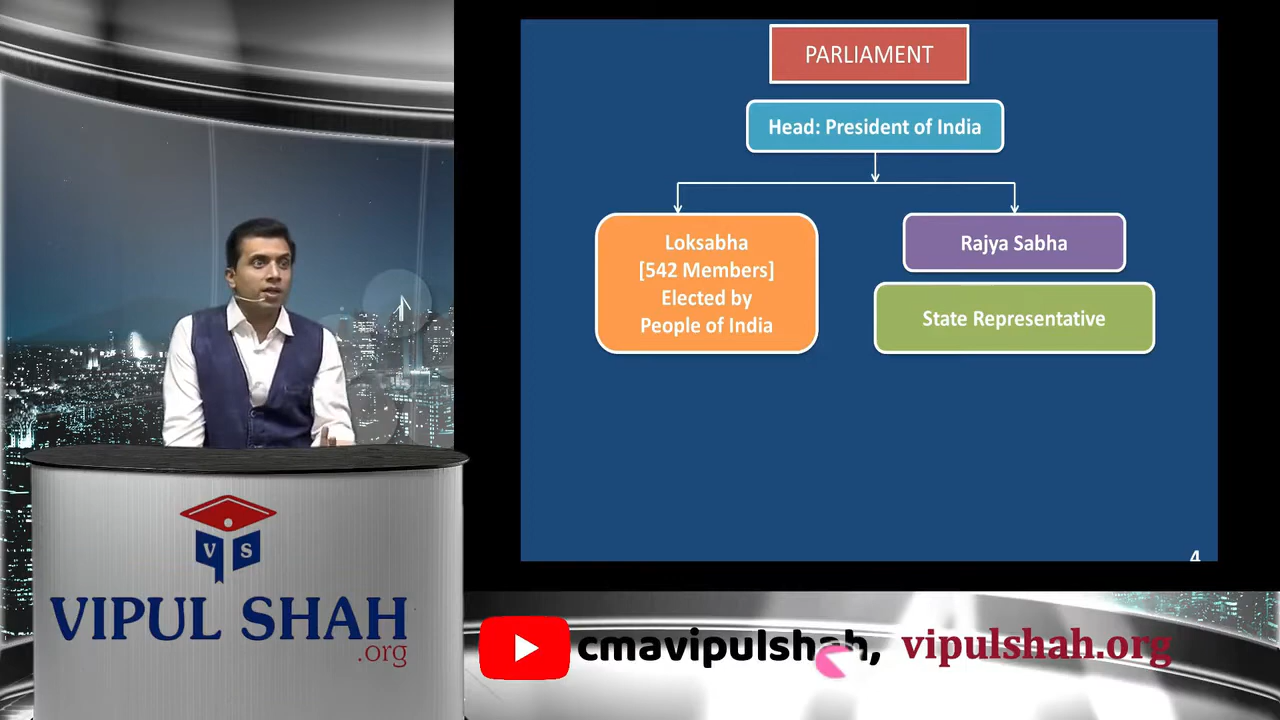 PARLIAMENT
Head: President of India
Loksabha
[542 Members]
Elected by
People of India
Rajya Sabha
State Representative
4
V S
VIPUL SHAH
.org
cmavipulshah, vipulshah.org